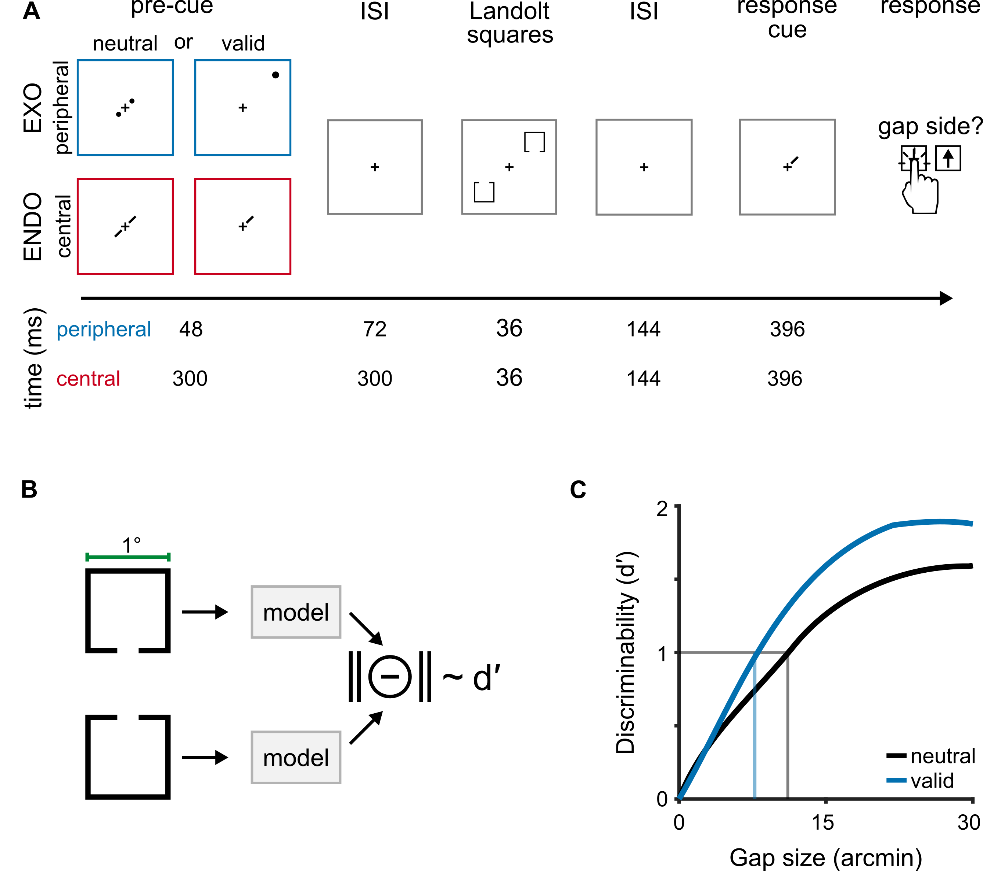 A
pre-cue
ISI
Landolt
squares
ISI
response
cue
response
neutral or valid
EXO
peripheral
ENDO
central
gap side?
time (ms)
peripheral 48 72 36 144 396
central 300 300 36 144 396
B
1°
model
model
‖⊖‖ ~ d′
C
Discriminability (d′)
2
1
0
0 15 30
Gap size (arcmin)
neutral
valid